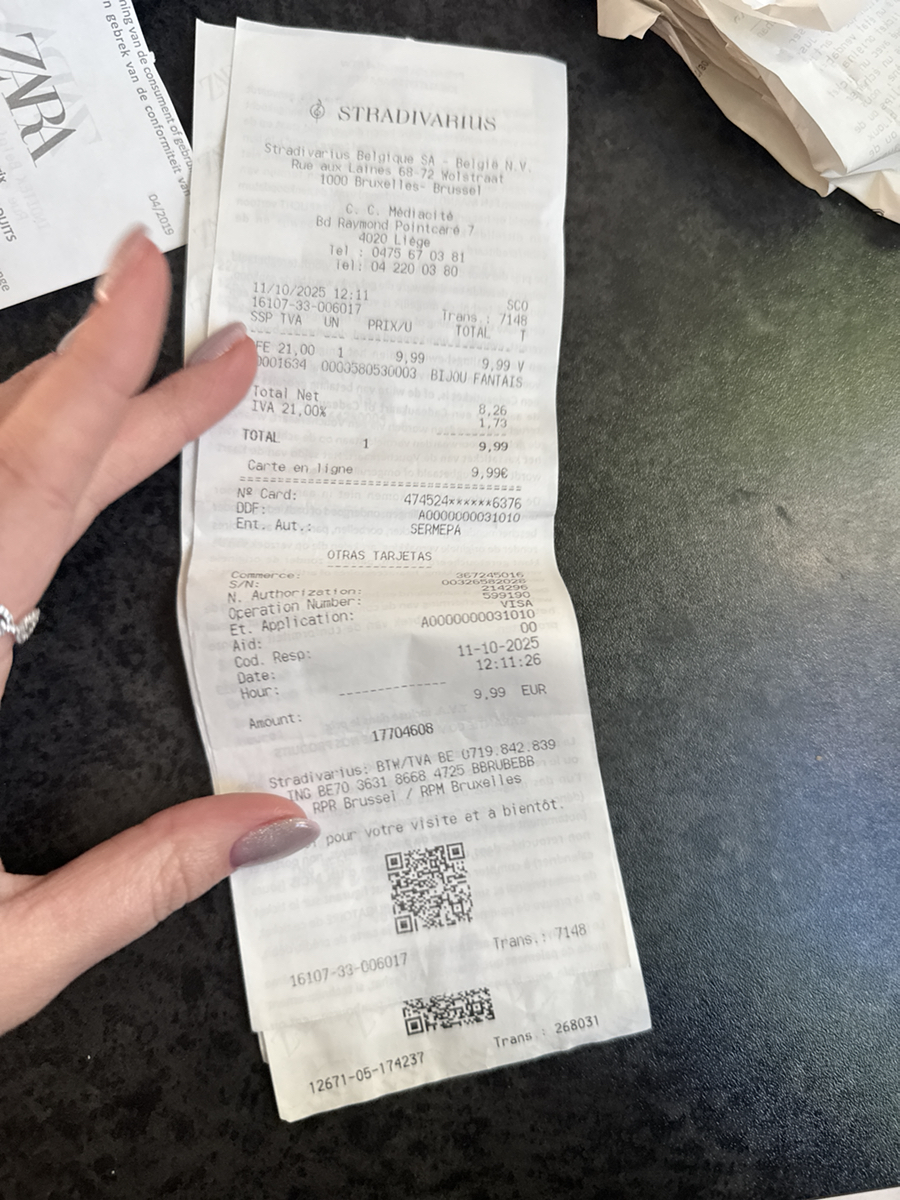 ZARA
04/2019
STRADIVARIUS
Stradivarius Belgique SA - België N.V.
Rue aux Laines 68-72 Wolstraat
1000 Bruxelles- Brussel
C. C. Médiacité
Bd Raymond Pointcaré 7
4020 Liège
Tel : 0475 67 03 81
Tel: 04 220 03 80
11/10/2025 12:11 SCO
16107-33-006017 Trans.: 7148
SSP TVA UN PRIX/U TOTAL T
FE 21,00 1 9,99 9,99 V
0001634 0000580530003 BIJOU FANTAIS
Total Net 8,26
IVA 21,00% 1,73
TOTAL 1 9,99
Carte en ligne 9,99€
Nº Card: 474524******6376
DDF: A0000000031010
Ent. Aut.: SERMEPA
OTRAS TARJETAS
Commerce: 367245016
S/N: 00326582028
N. Authorization: 214296
Operation Number: 599190
Et. Application: VISA
Aid: A0000000031010
Cod. Resp: 00
Date: 11-10-2025
Hour: 12:11:26
Amount: 9,99 EUR
17704608
Stradivarius: BTW/TVA BE 0719.842.839
ING BE70 3631 8668 4725 BBRUBEBB
RPR Brussel / RPM Bruxelles
pour votre visite et a bientôt.
16107-33-006017 Trans.: 7148
12671-05-174237 Trans.: 268031